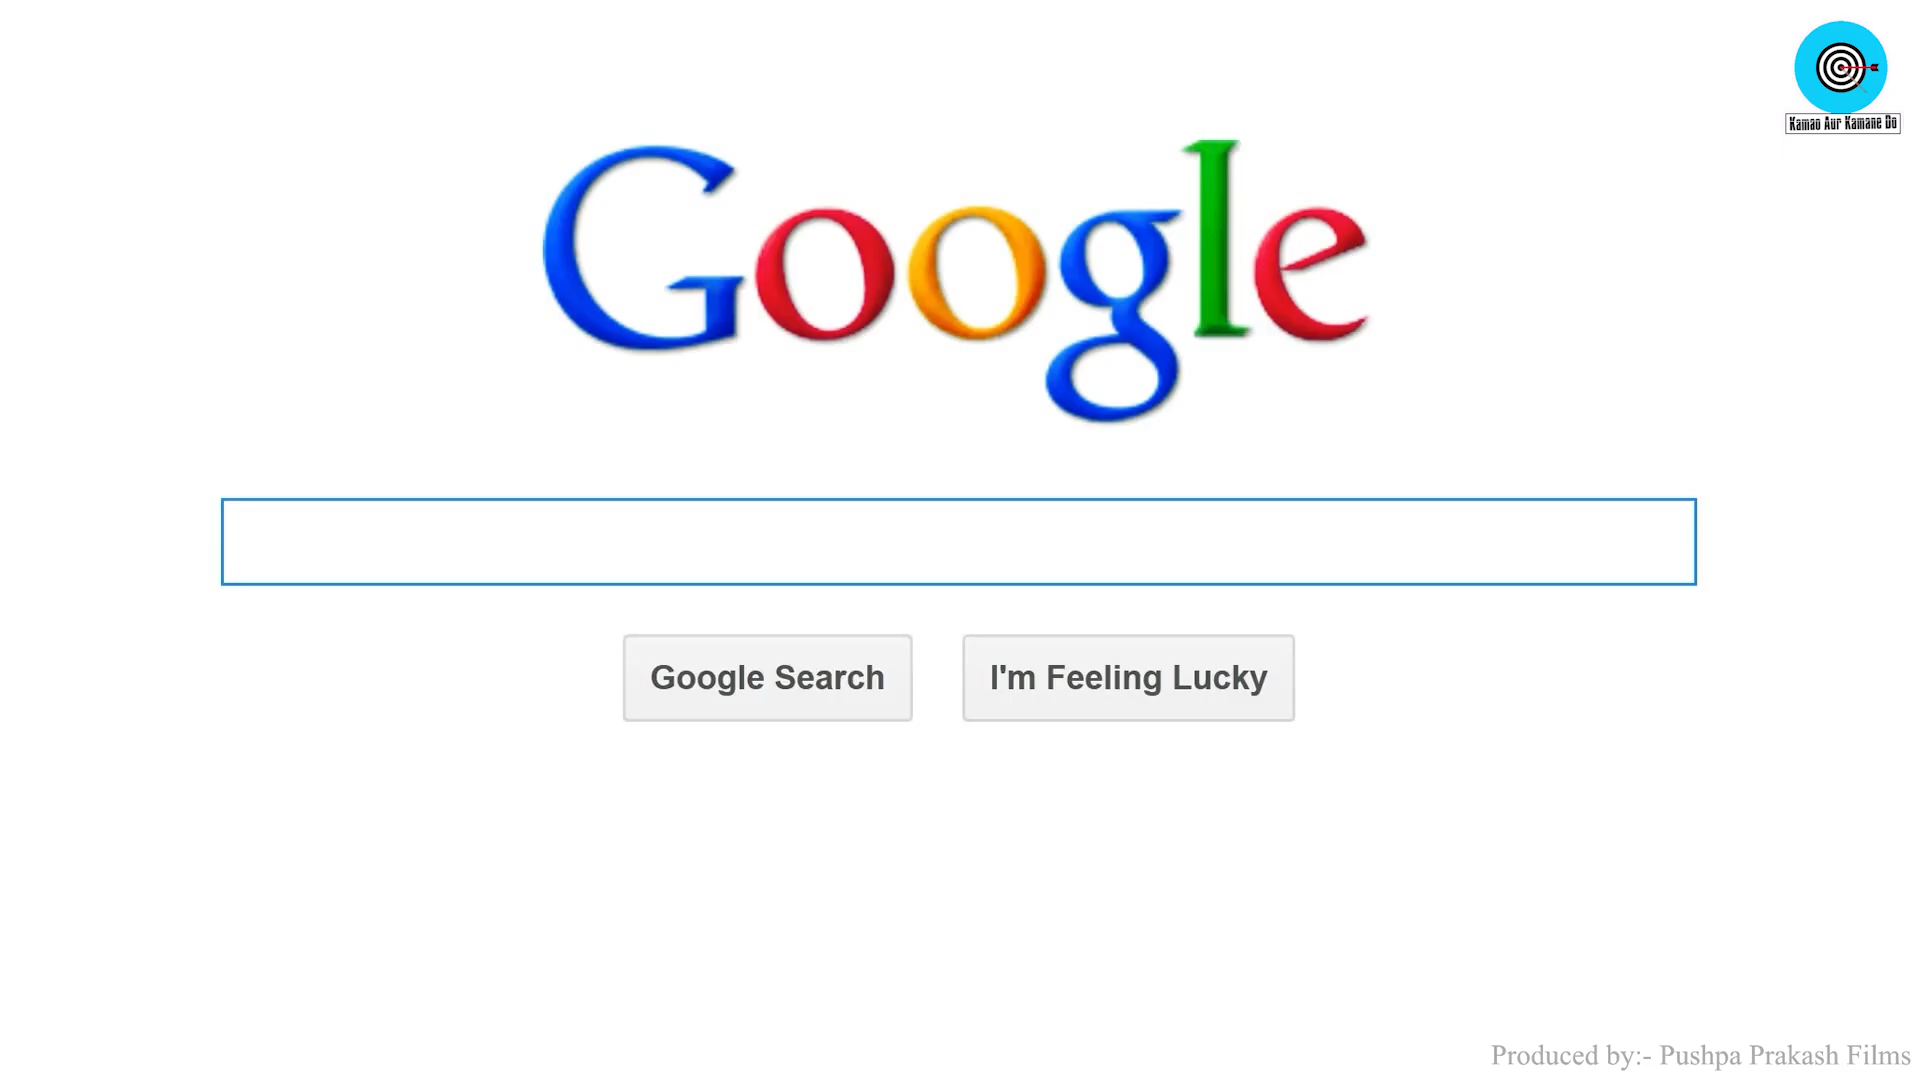 Kamao Aur Kamane Do
Google
Google Search
I'm Feeling Lucky
Produced by:- Pushpa Prakash Films